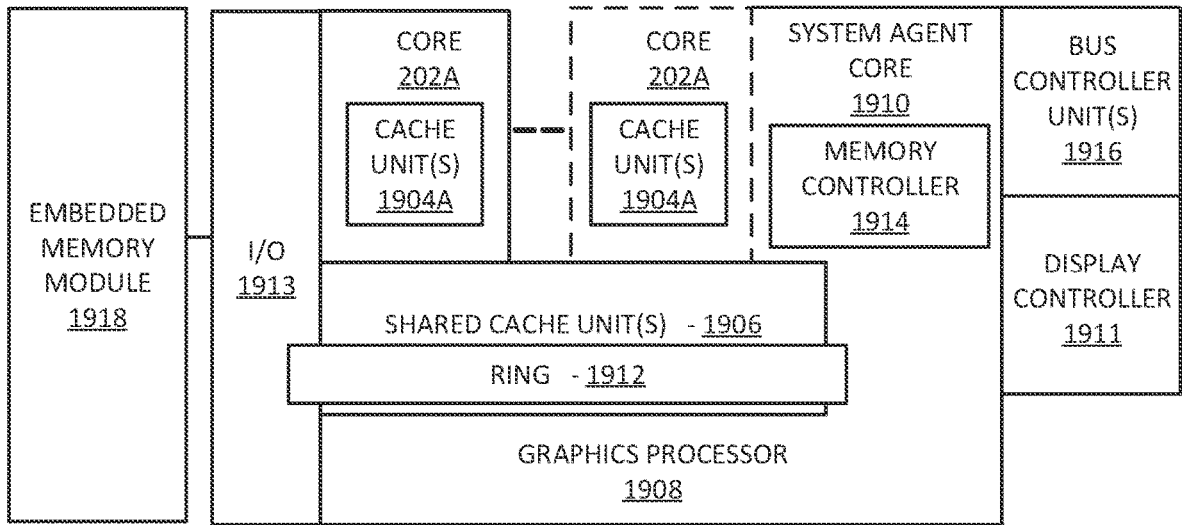 EMBEDDED
MEMORY
MODULE
1918
I/O
1913
CORE
202A
CACHE
UNIT(S)
1904A
CORE
202A
CACHE
UNIT(S)
1904A
SYSTEM AGENT
CORE
1910
MEMORY
CONTROLLER
1914
BUS
CONTROLLER
UNIT(S)
1916
DISPLAY
CONTROLLER
1911
SHARED CACHE UNIT(S) - 1906
RING - 1912
GRAPHICS PROCESSOR
1908